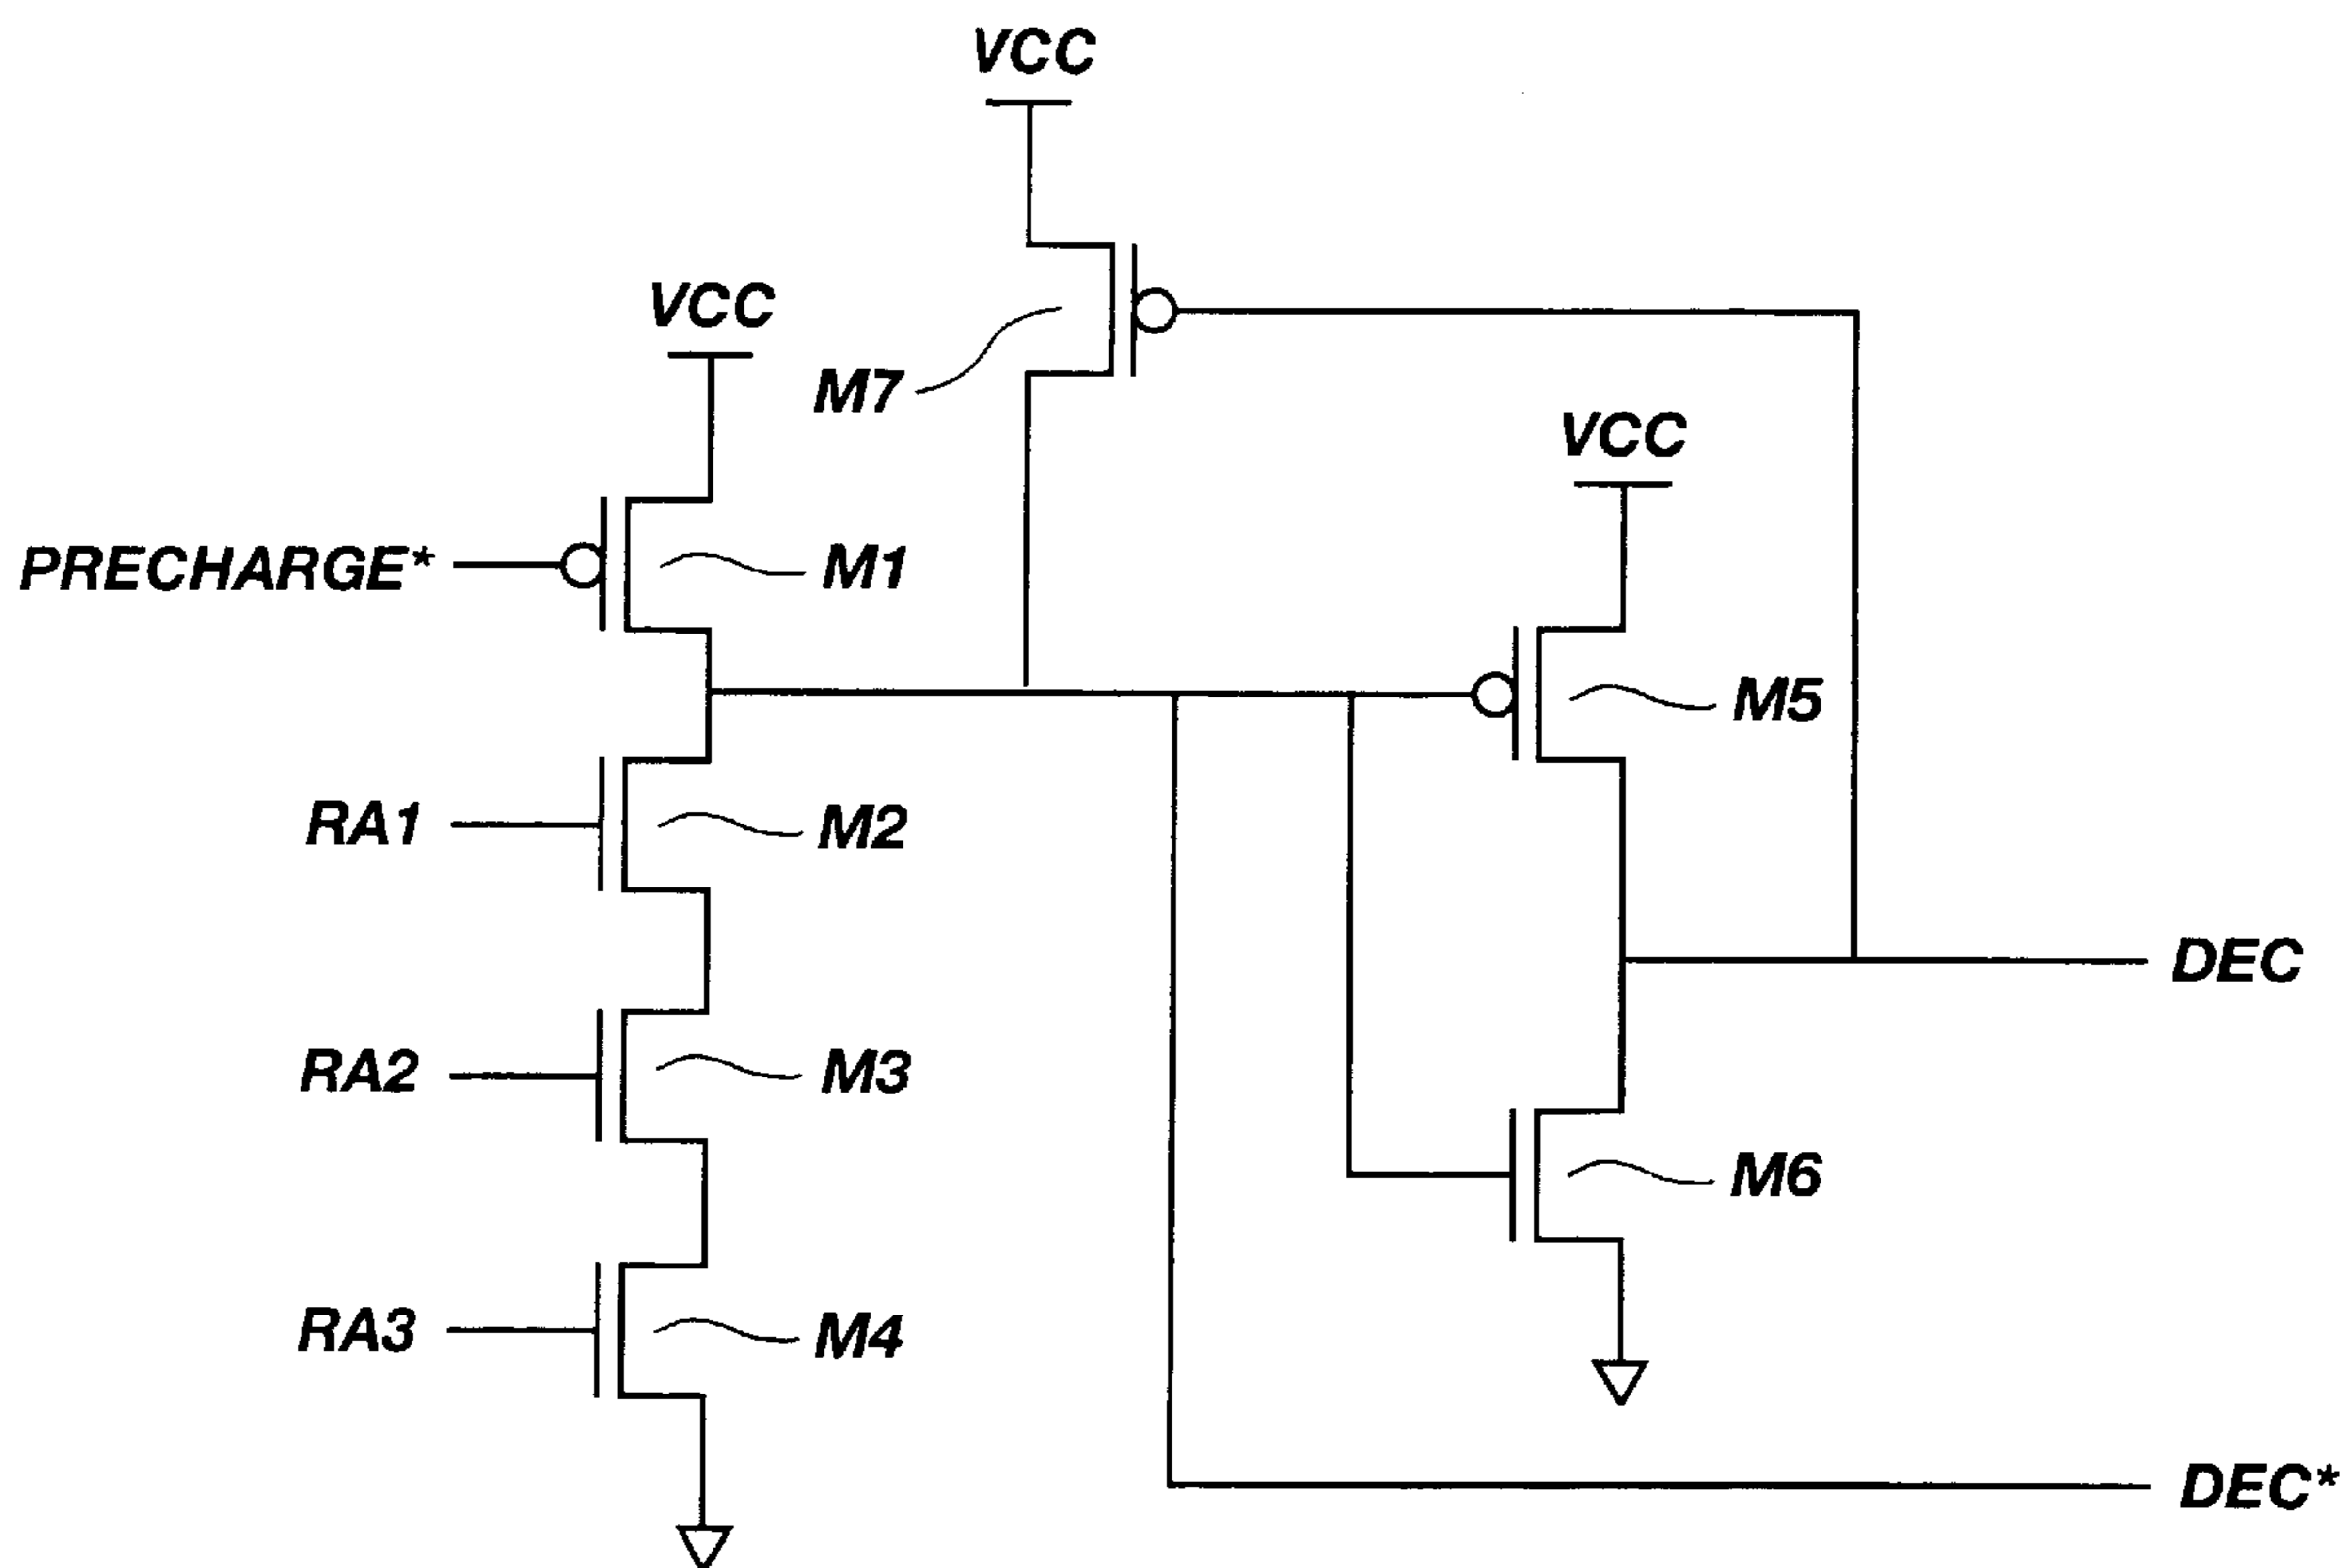 VCC
VCC
M7
VCC
PRECHARGE*
M1
M5
RA1
M2
DEC
RA2
M3
M6
RA3
M4
DEC*